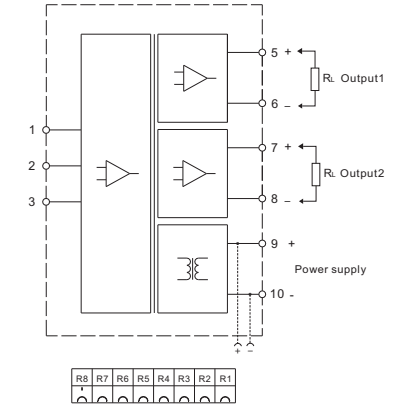 5 +
RL Output1
6 –
1
7 +
2
RL Output2
3
8 –
9 +
Power supply
10 -
+ –
R8 R7 R6 R5 R4 R3 R2 R1